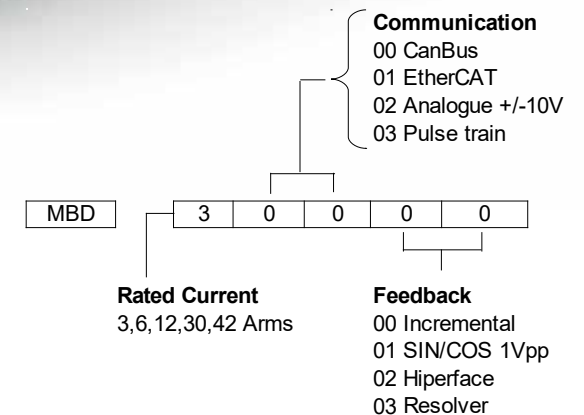 Communication
00 CanBus
01 EtherCAT
02 Analogue +/-10V
03 Pulse train
MBD 3 0 0 0 0
Rated Current
3,6,12,30,42 Arms
Feedback
00 Incremental
01 SIN/COS 1Vpp
02 Hiperface
03 Resolver